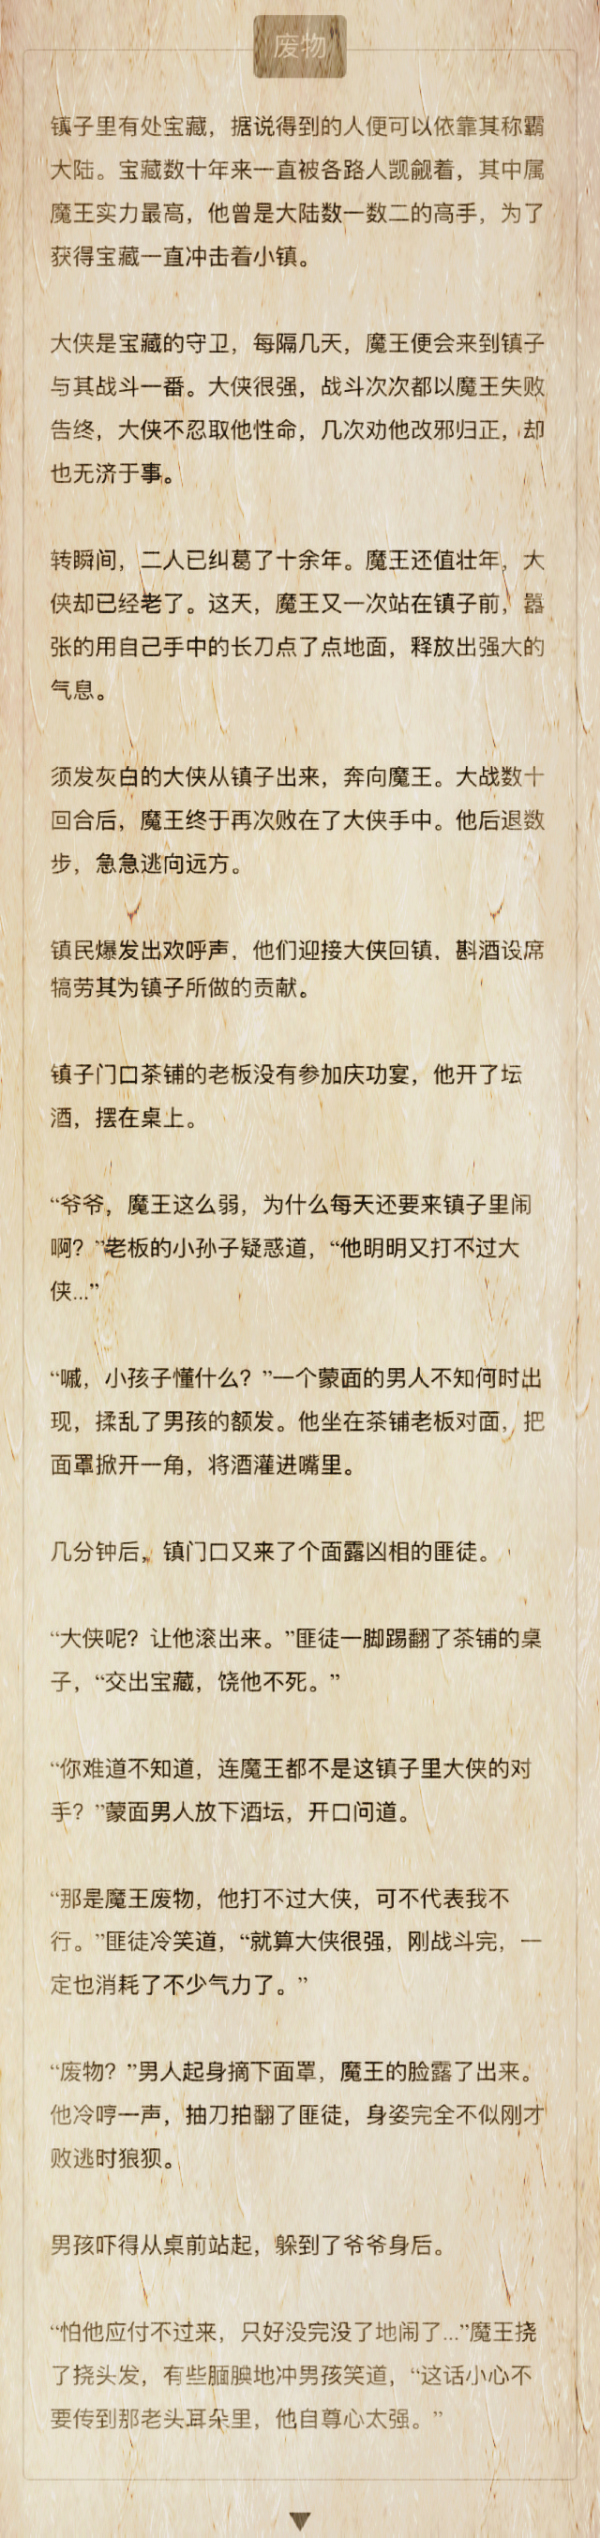 废物
镇子里有处宝藏，据说得到的人便可以依靠其称霸
大陆。宝藏数十年来一直被各路人觊觎着，其中属
魔王实力最高，他曾是大陆数一数二的高手，为了
获得宝藏一直冲击着小镇。
大侠是宝藏的守卫，每隔几天，魔王便会来到镇子
与其战斗一番。大侠很强，战斗次次都以魔王失败
告终，大侠不忍取他性命，几次劝他改邪归正，却
也无济于事。
转瞬间，二人已纠葛了十余年。魔王还值壮年，大
侠却已经老了。这天，魔王又一次站在镇子前，嚣
张的用自己手中的长刀点了点地面，释放出强大的
气息。
须发灰白的大侠从镇子出来，奔向魔王。大战数十
回合后，魔王终于再次败在了大侠手中。他后退数
步，急急逃向远方。
镇民爆发出欢呼声，他们迎接大侠回镇，斟酒设席
犒劳其为镇子所做的贡献。
镇子门口茶铺的老板没有参加庆功宴，他开了坛
酒，摆在桌上。
“爷爷，魔王这么弱，为什么每天还要来镇子里闹
啊？”老板的小孙子疑惑道，“他明明又打不过大
侠...”
“嘁，小孩子懂什么？”一个蒙面的男人不知何时出
现，揉乱了男孩的额发。他坐在茶铺老板对面，把
面罩掀开一角，将酒灌进嘴里。
几分钟后，镇门口又来了个面露凶相的匪徒。
“大侠呢？让他滚出来。”匪徒一脚踢翻了茶铺的桌
子，“交出宝藏，饶他不死。”
“你难道不知道，连魔王都不是这镇子里大侠的对
手？”蒙面男人放下酒坛，开口问道。
“那是魔王废物，他打不过大侠，可不代表我不
行。”匪徒冷笑道，“就算大侠很强，刚战斗完，一
定也消耗了不少气力了。”
“废物？”男人起身摘下面罩，魔王的脸露了出来。
他冷哼一声，抽刀拍翻了匪徒，身姿完全不似刚才
败逃时狼狈。
男孩吓得从桌前站起，躲到了爷爷身后。
“怕他应付不过来，只好没完没了地闹了...”魔王挠
了挠头发，有些腼腆地冲男孩笑道，“这话小心不
要传到那老头耳朵里，他自尊心太强。”